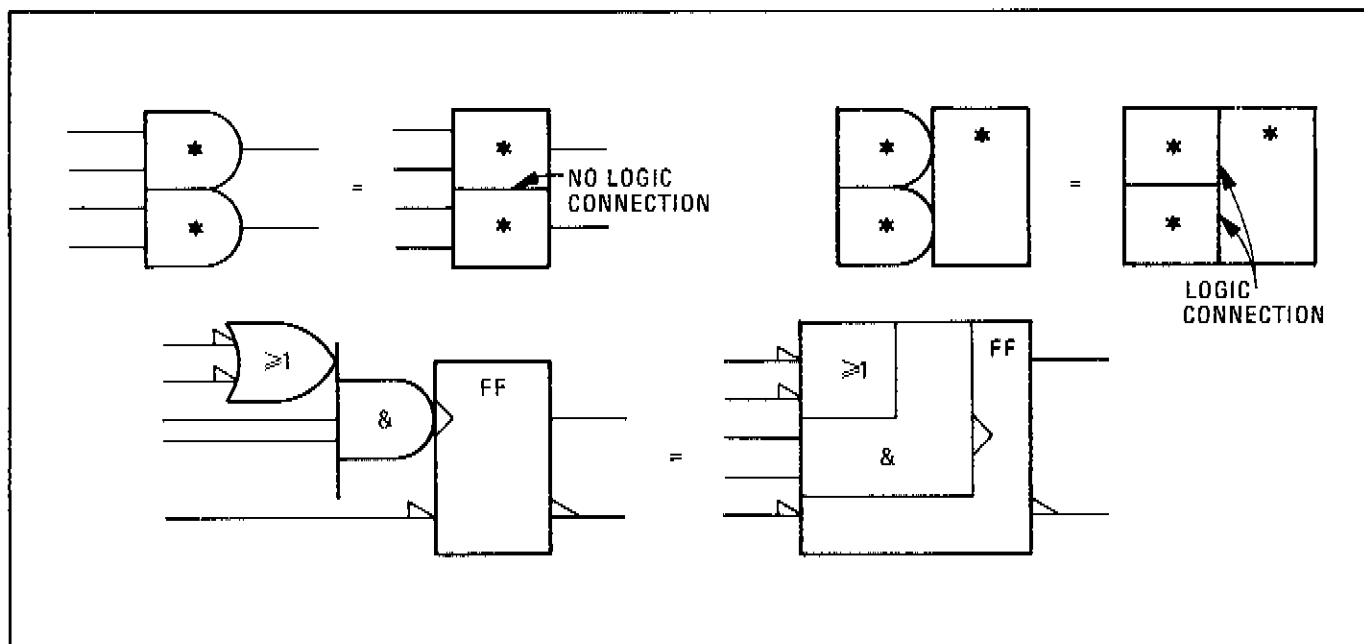 *
*
=
*
*
NO LOGIC
CONNECTION
*
*
*
=
*
*
*
LOGIC
CONNECTION
≥1
&
FF
=
≥1
&
FF